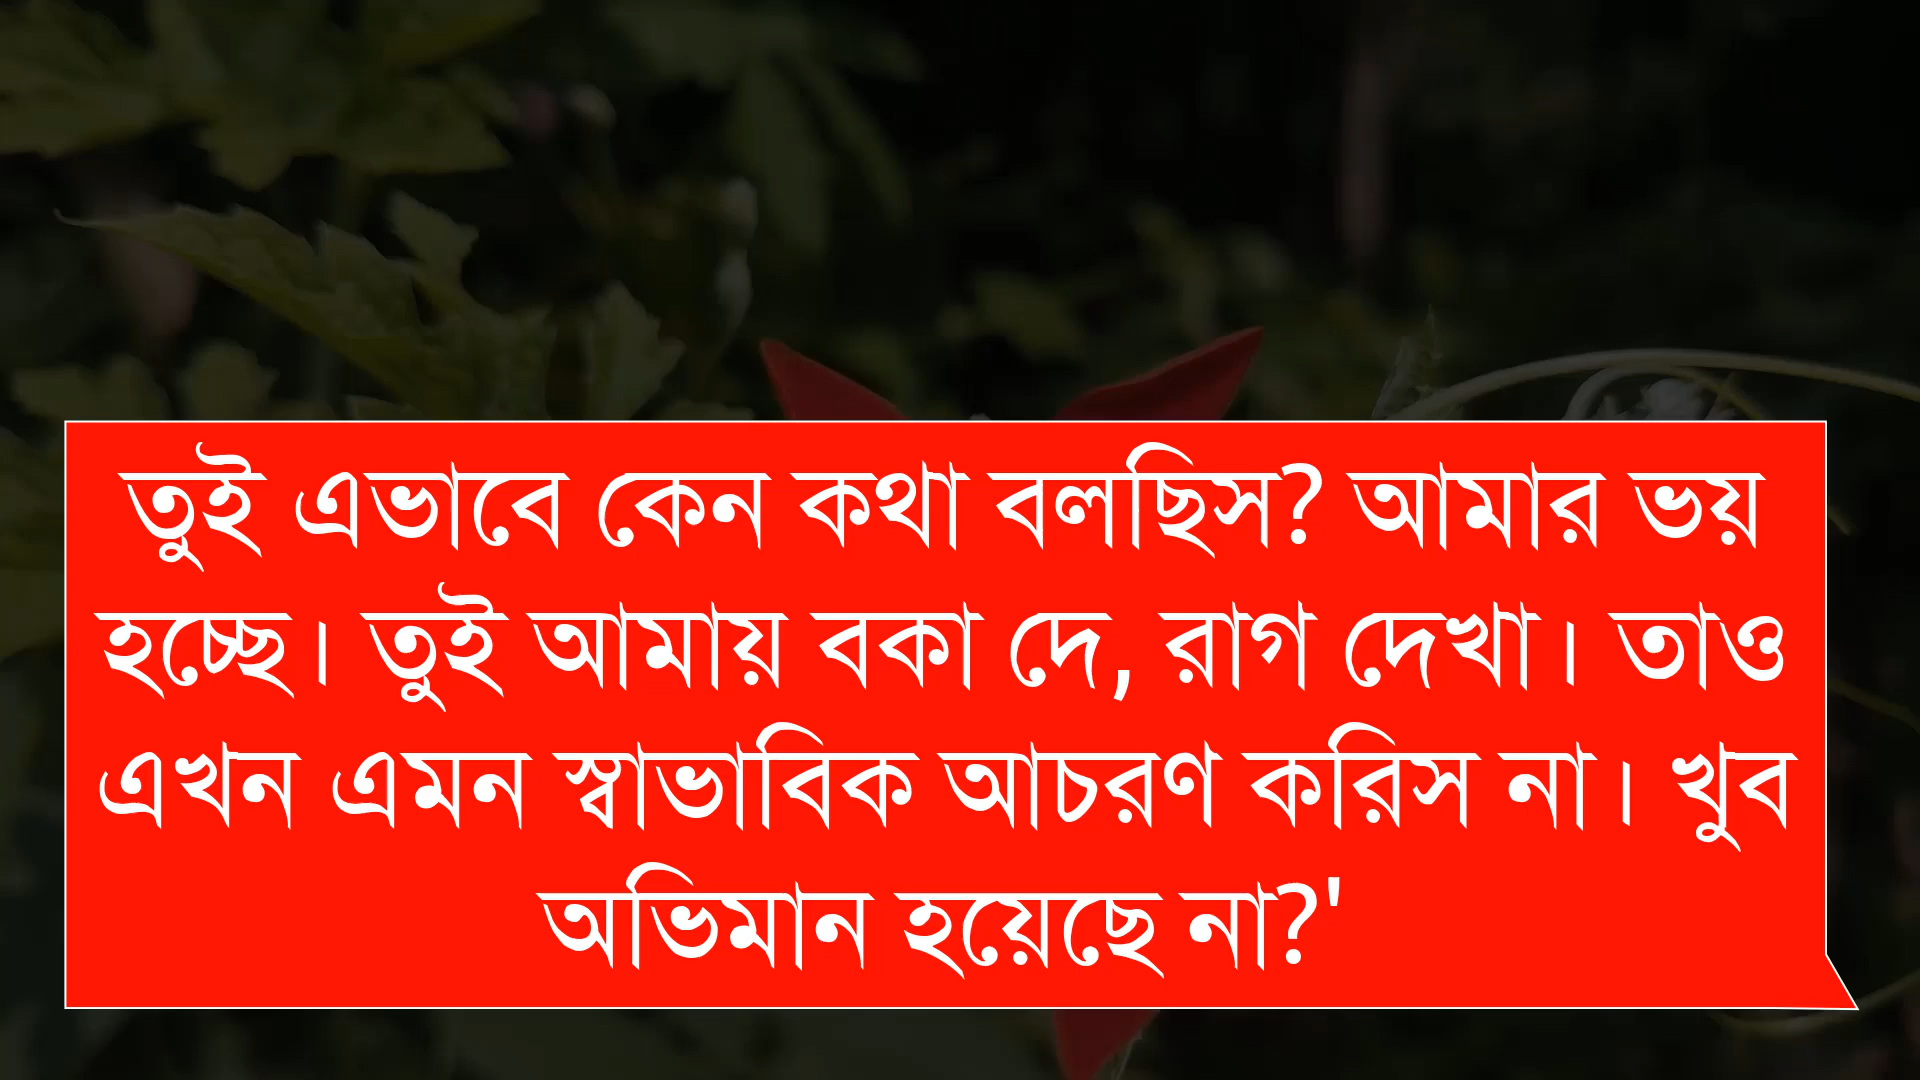 তুই এভাবে কেন কথা বলছিস? আমার ভয়
হচ্ছে। তুই আমায় বকা দে, রাগ দেখা। তাও
এখন এমন স্বাভাবিক আচরণ করিস না। খুব
অভিমান হয়েছে না?'